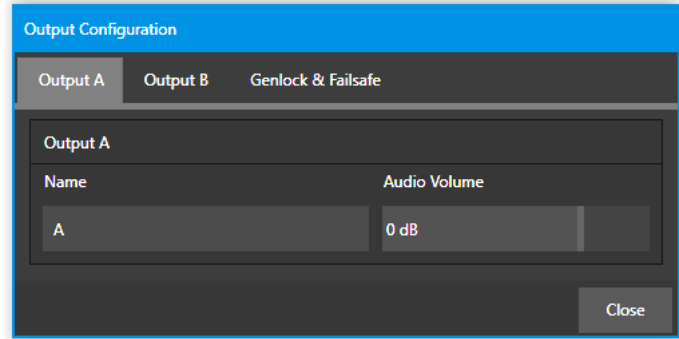 Output Configuration
Output A Output B Genlock & Failsafe
Output A
Name Audio Volume
A 0 dB
Close